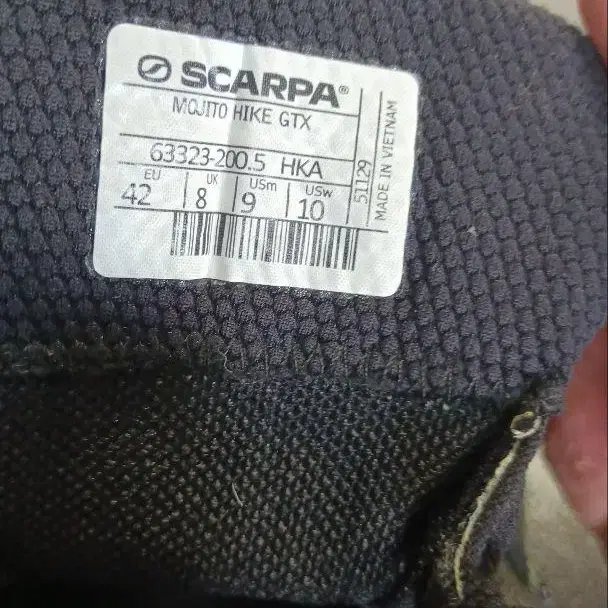 SCARPA®
MOJITO HIKE GTX
63323-200.5 HKA
EU UK USm USw
42 8 9 10
51129
MADE IN VIETNAM